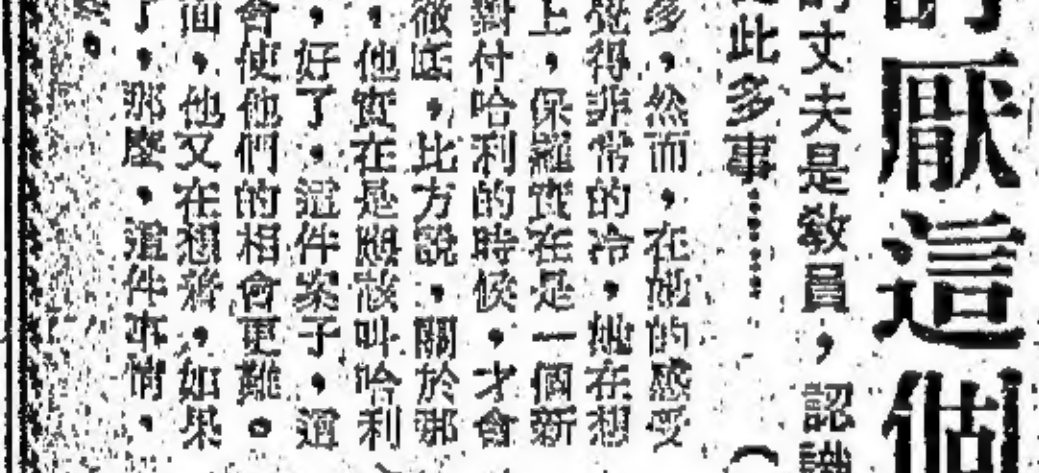 厭這個
丈夫是敎員，認識
此多事……
多，然而，在她的感受
覺得非常的冷，她在想
上，保羅實在是一個新
對付哈利的時候，才會
微妙，比方說，關於那
，他實在是應該叫哈利
，好了，這件案子，這
會使他們的相會更難。
面，他又在想着，如果
了，那麼，這件事情，